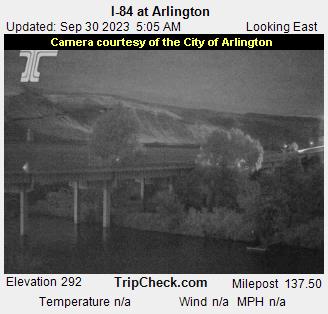 I-84 at Arlington
Updated: Sep 30 2023 5:05 AM Looking East
Camera courtesy of the City of Arlington
Elevation 292 TripCheck.com Milepost 137.50
Temperature n/a Wind n/a MPH n/a